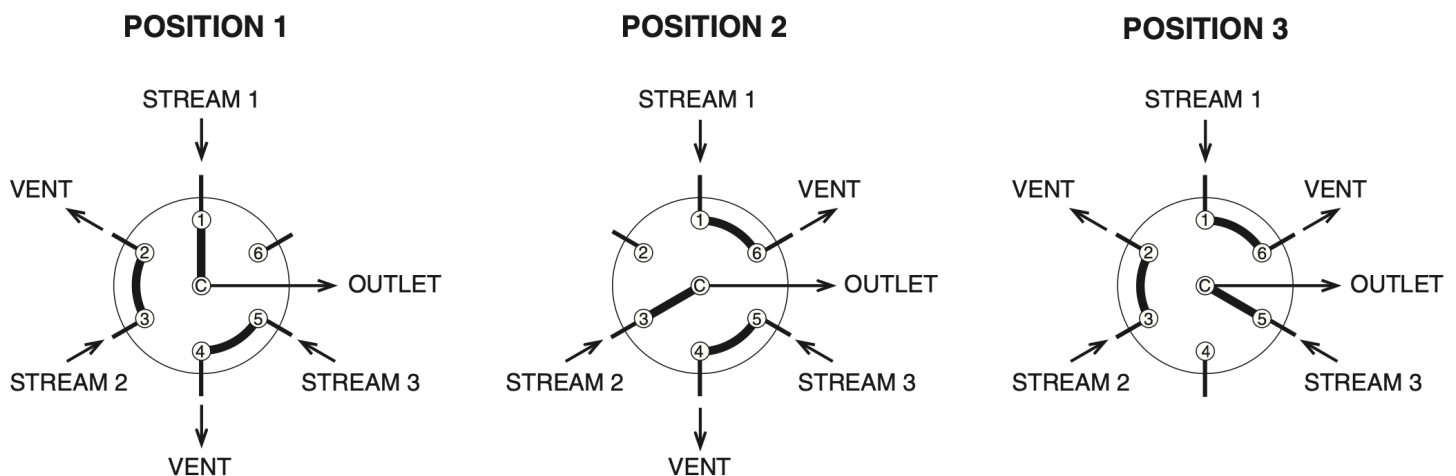 POSITION 1
STREAM 1
VENT
1
2
6
C
OUTLET
3
5
4
STREAM 2
STREAM 3
VENT
POSITION 2
STREAM 1
VENT
1
2
6
C
OUTLET
3
5
4
STREAM 2
STREAM 3
VENT
POSITION 3
STREAM 1
VENT
VENT
1
2
6
C
OUTLET
3
5
4
STREAM 2
STREAM 3